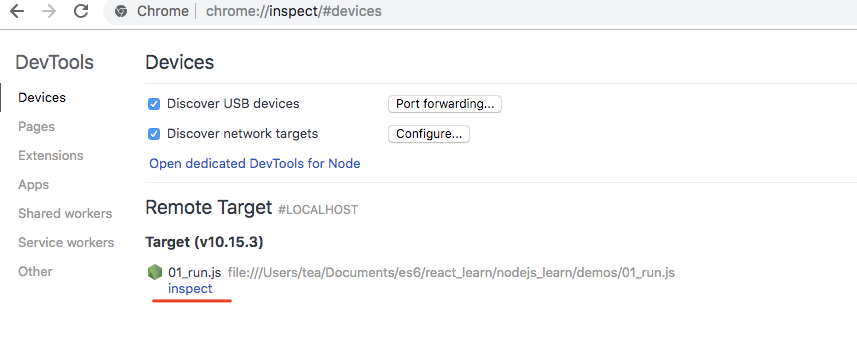 Chrome chrome://inspect/#devices
DevTools
Devices
Pages
Extensions
Apps
Shared workers
Service workers
Other
Devices
Discover USB devices Port forwarding...
Discover network targets Configure...
Open dedicated DevTools for Node
Remote Target #LOCALHOST
Target (v10.15.3)
01_run.js file:///Users/tea/Documents/es6/react_learn/nodejs_learn/demos/01_run.js
inspect